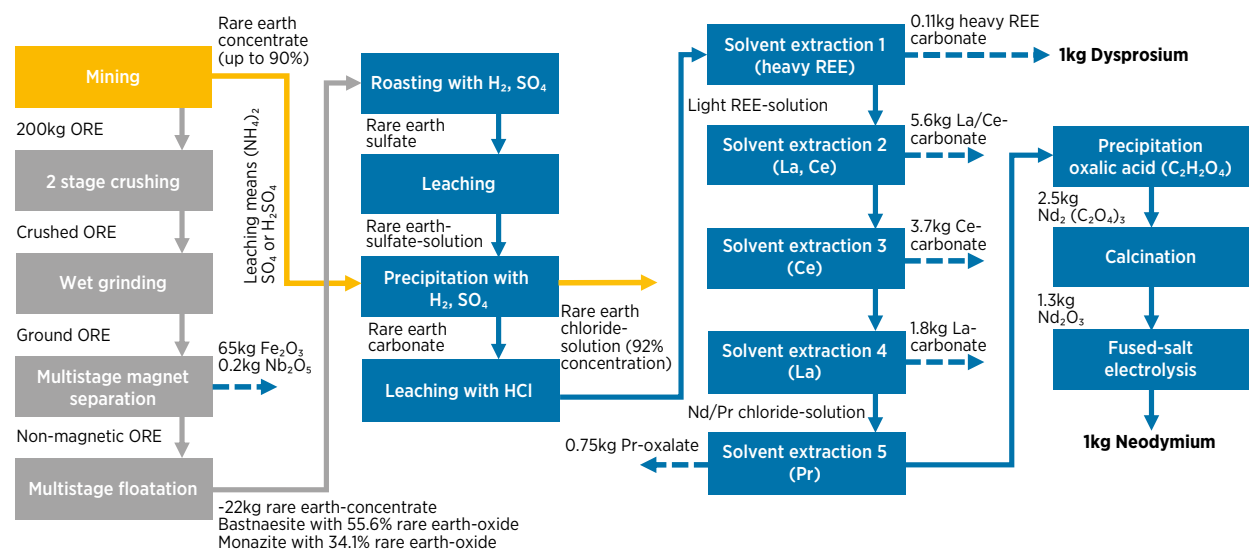 Rare earth
concentrate
(up to 90%)
Mining
200kg ORE
2 stage crushing
Crushed ORE
Wet grinding
Ground ORE
65kg Fe₂O₃
0.2kg Nb₂O₅
Multistage magnet
separation
Non-magnetic ORE
Multistage floatation
-22kg rare earth-concentrate
Bastnaesite with 55.6% rare earth-oxide
Monazite with 34.1% rare earth-oxide
Leaching means (NH₄)₂
SO₄ or H₂SO₄
Roasting with H₂, SO₄
Rare earth
sulfate
Leaching
Rare earth-
sulfate-solution
Precipitation with
H₂, SO₄
Rare earth
carbonate
Rare earth
chloride-
solution (92%
concentration)
Leaching with HCl
Solvent extraction 1
(heavy REE)
0.11kg heavy REE
carbonate
1kg Dysprosium
Light REE-solution
Solvent extraction 2
(La, Ce)
5.6kg La/Ce-
carbonate
Solvent extraction 3
(Ce)
3.7kg Ce-
carbonate
Solvent extraction 4
(La)
1.8kg La-
carbonate
Nd/Pr chloride-solution
Solvent extraction 5
(Pr)
0.75kg Pr-oxalate
Precipitation
oxalic acid (C₂H₂O₄)
2.5kg
Nd₂ (C₂O₄)₃
Calcination
1.3kg
Nd₂O₃
Fused-salt
electrolysis
1kg Neodymium